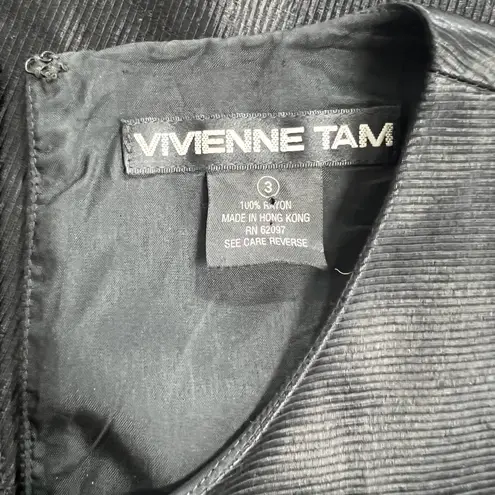 VIVIENNE TAM
3
100% RAYON
MADE IN HONG KONG
RN 62097
SEE CARE REVERSE